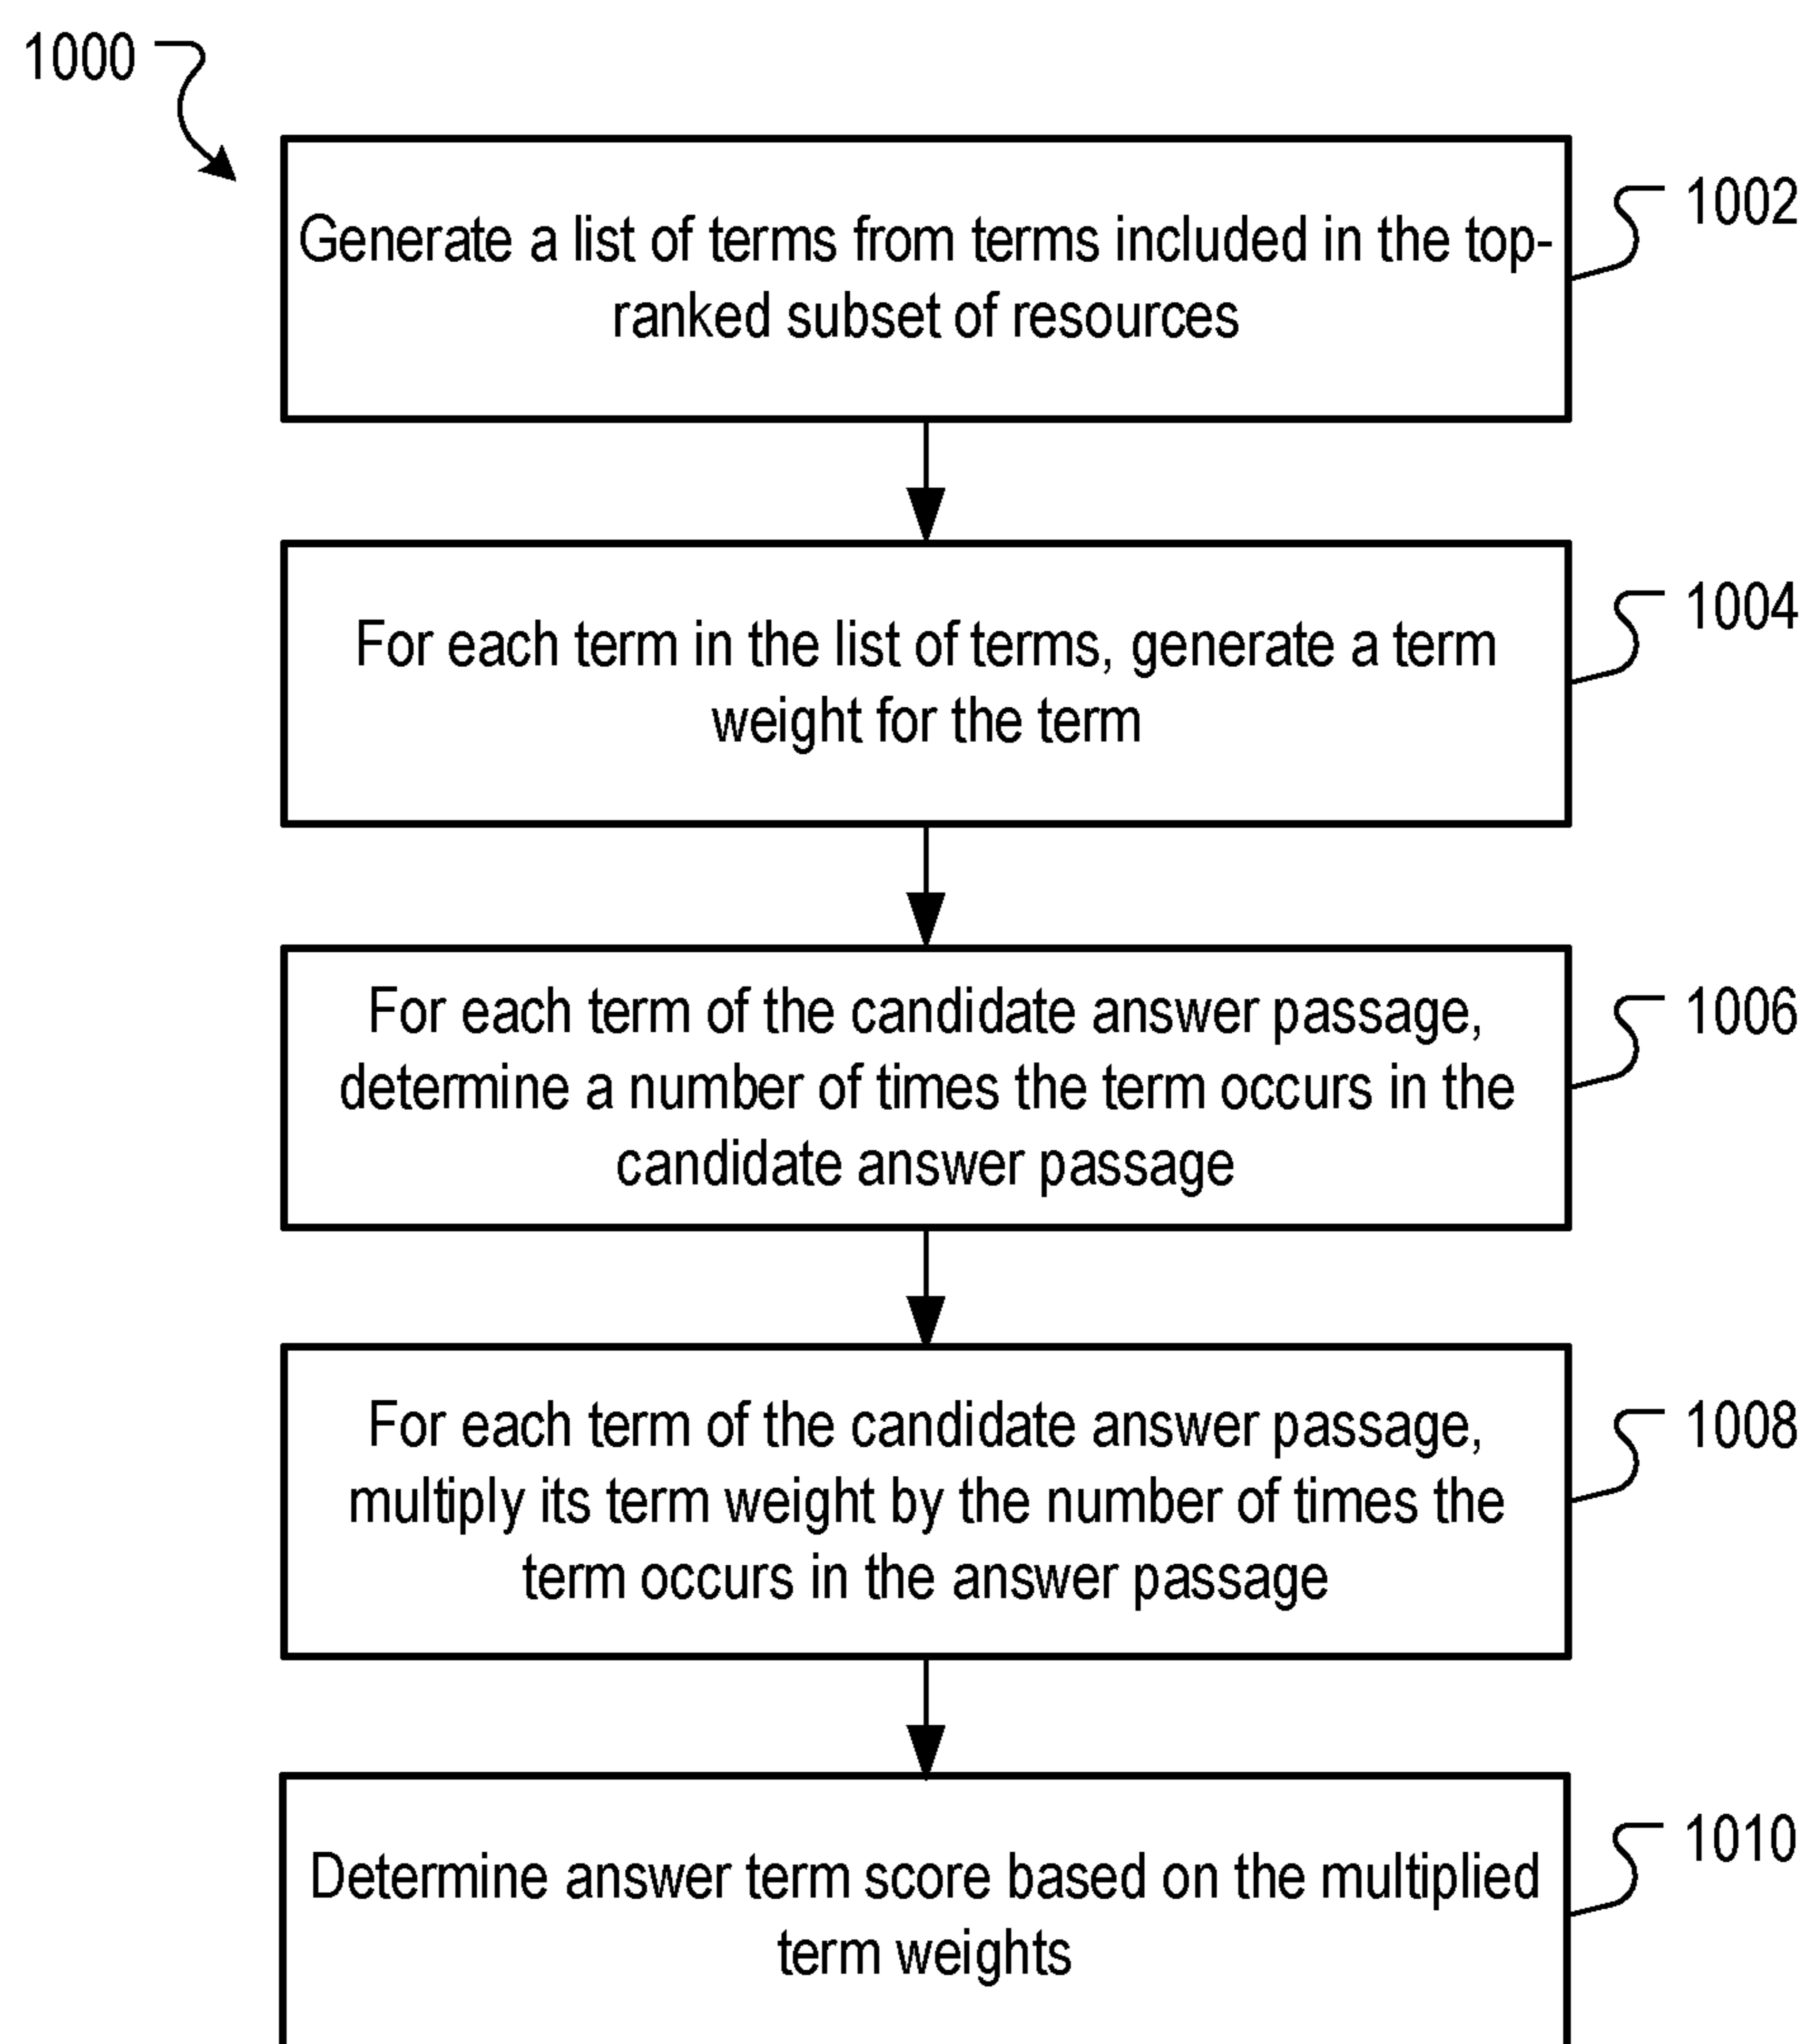 1000
1002
Generate a list of terms from terms included in the top-
ranked subset of resources
1004
For each term in the list of terms, generate a term
weight for the term
1006
For each term of the candidate answer passage,
determine a number of times the term occurs in the
candidate answer passage
1008
For each term of the candidate answer passage,
multiply its term weight by the number of times the
term occurs in the answer passage
1010
Determine answer term score based on the multiplied
term weights